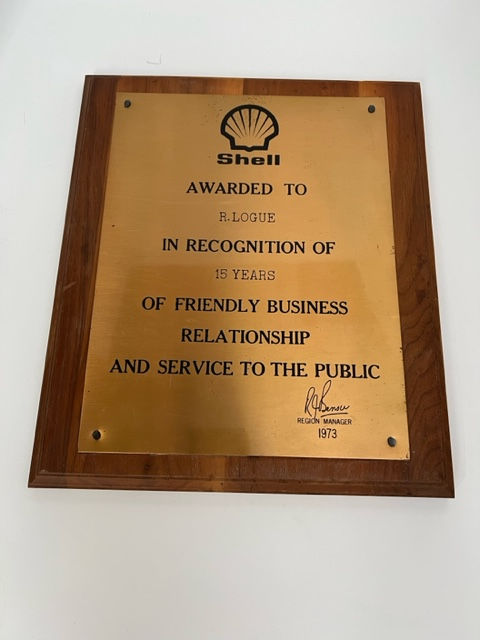 Shell
AWARDED TO
R.LOGUE
IN RECOGNITION OF
15 YEARS
OF FRIENDLY BUSINESS
RELATIONSHIP
AND SERVICE TO THE PUBLIC
REGION MANAGER
1973